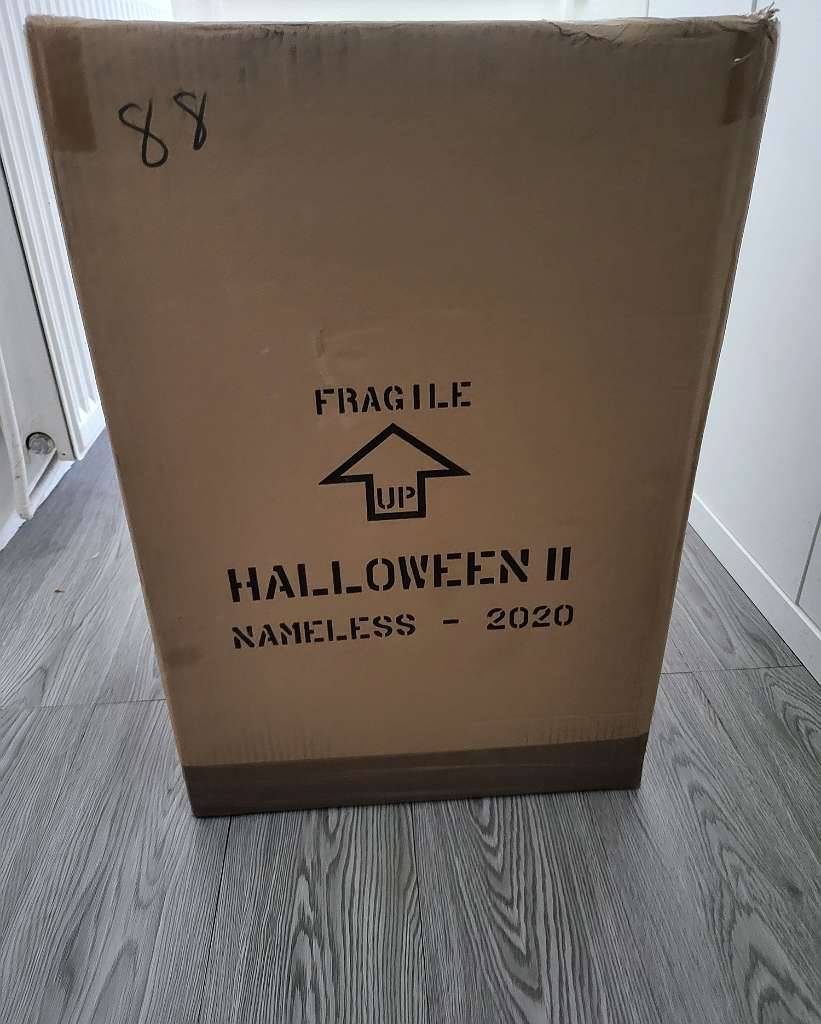 88
FRAGILE
UP
HALLOWEEN II
NAMELESS - 2020